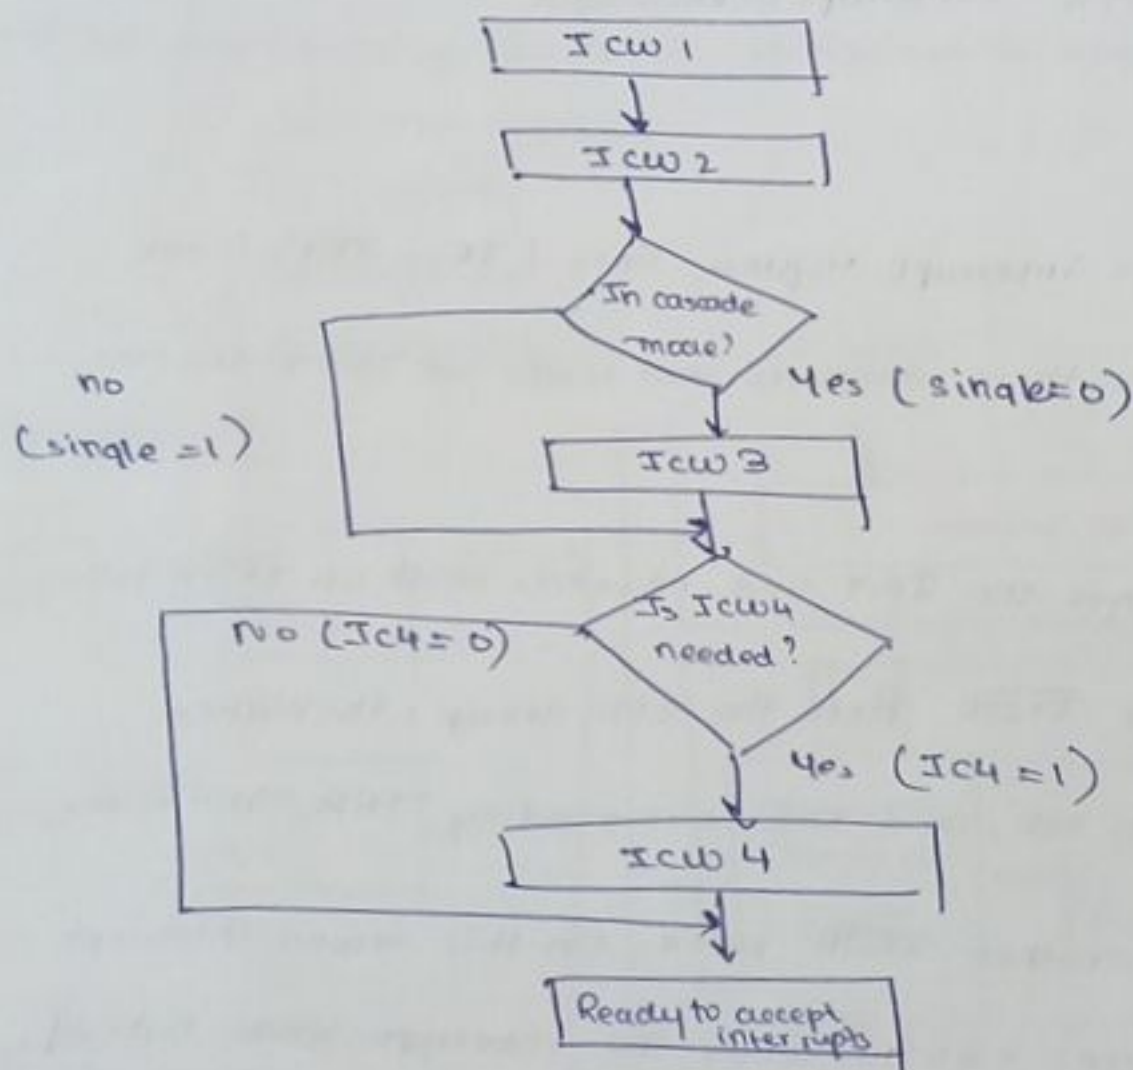 ICW 1
ICW 2
In cascade
mode?
Yes (single=0)
no
(single =1)
ICW 3
Is ICW4
needed?
No (IC4=0)
Yes (IC4 =1)
ICW 4
Ready to accept
interrupts